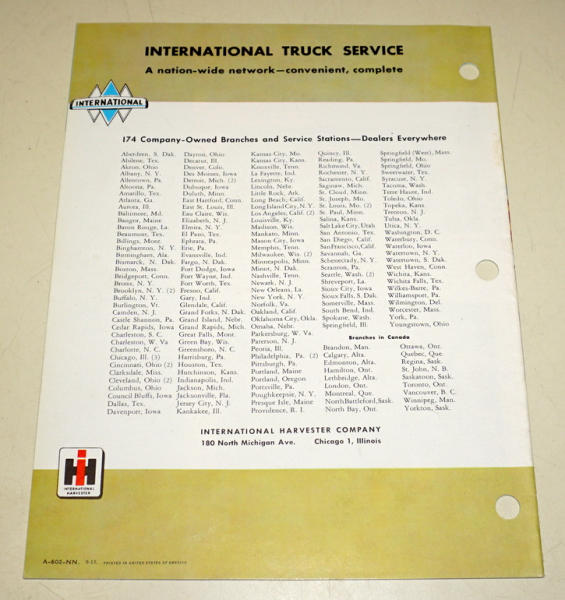 INTERNATIONAL TRUCK SERVICE
A nation-wide network—convenient, complete
INTERNATIONAL
174 Company-Owned Branches and Service Stations—Dealers Everywhere
Aberdeen, S. Dak.
Abilene, Tex.
Akron, Ohio
Albany, N. Y.
Allentown, Pa.
Altoona, Pa.
Amarillo, Tex.
Atlanta, Ga.
Aurora, Ill.
Baltimore, Md.
Bangor, Maine
Baton Rouge, La.
Beaumont, Tex.
Billings, Mont.
Binghamton, N. Y.
Birmingham, Ala.
Bismarck, N. Dak.
Boston, Mass.
Bridgeport, Conn.
Bronx, N. Y.
Brooklyn, N. Y. (2)
Buffalo, N. Y.
Burlington, Vt.
Camden, N. J.
Castle Shannon, Pa.
Cedar Rapids, Iowa
Charleston, S. C.
Charleston, W. Va
Charlotte, N. C.
Chicago, Ill. (3)
Cincinnati, Ohio (2)
Clarksdale, Miss.
Cleveland, Ohio (2)
Columbus, Ohio
Council Bluffs, Iowa
Dallas, Tex.
Davenport, Iowa
Dayton, Ohio
Decatur, Ill.
Denver, Colo.
Des Moines, Iowa
Detroit, Mich. (2)
Dubuque, Iowa
Duluth, Minn.
East Hartford, Conn.
East St. Louis, Ill.
Eau Claire, Wis.
Elizabeth, N. J.
Elmira, N. Y.
El Paso, Tex.
Ephrata, Pa.
Erie, Pa.
Evansville, Ind.
Fargo, N. Dak.
Fort Dodge, Iowa
Fort Wayne, Ind.
Fort Worth, Tex.
Fresno, Calif.
Gary, Ind.
Glendale, Calif.
Grand Forks, N. Dak.
Grand Island, Nebr.
Grand Rapids, Mich.
Great Falls, Mont.
Green Bay, Wis.
Greensboro, N. C.
Harrisburg, Pa.
Houston, Tex.
Hutchinson, Kans.
Indianapolis, Ind.
Jackson, Mich.
Jacksonville, Fla.
Jersey City, N. J.
Kankakee, Ill.
Kansas City, Mo.
Kansas City, Kans.
Knoxville, Tenn.
La Fayette, Ind.
Lexington, Ky.
Lincoln, Nebr.
Little Rock, Ark.
Long Beach, Calif.
Long Island City, N. Y.
Los Angeles, Calif. (2)
Louisville, Ky.
Madison, Wis.
Mankato, Minn.
Mason City, Iowa
Memphis, Tenn.
Milwaukee, Wis. (2)
Minneapolis, Minn.
Minot, N. Dak.
Nashville, Tenn.
Newark, N. J.
New Orleans, La.
New York, N. Y.
Norfolk, Va.
Oakland, Calif.
Oklahoma City, Okla.
Omaha, Nebr.
Parkersburg, W. Va.
Paterson, N. J.
Peoria, Ill.
Philadelphia, Pa. (2)
Pittsburgh, Pa.
Portland, Maine
Portland, Oregon
Pottsville, Pa.
Poughkeepsie, N. Y.
Presque Isle, Maine
Providence, R. I.
Quincy, Ill.
Reading, Pa.
Richmond, Va.
Rochester, N. Y.
Sacramento, Calif.
Saginaw, Mich.
St. Cloud, Minn.
St. Joseph, Mo.
St. Louis, Mo. (2)
St. Paul, Minn.
Salina, Kans.
Salt Lake City, Utah
San Antonio, Tex.
San Diego, Calif.
San Francisco, Calif.
Savannah, Ga.
Schenectady, N. Y.
Scranton, Pa.
Seattle, Wash. (2)
Shreveport, La.
Sioux City, Iowa
Sioux Falls, S. Dak.
Somerville, Mass.
South Bend, Ind.
Spokane, Wash.
Springfield, Ill.
Springfield (West), Mass.
Springfield, Mo.
Springfield, Ohio
Sweetwater, Tex.
Syracuse, N. Y.
Tacoma, Wash.
Terre Haute, Ind.
Toledo, Ohio
Topeka, Kans.
Trenton, N. J.
Tulsa, Okla.
Utica, N. Y.
Washington, D. C.
Waterbury, Conn.
Waterloo, Iowa
Watertown, N. Y.
Watertown, S. Dak.
West Haven, Conn.
Wichita, Kans.
Wichita Falls, Tex.
Wilkes-Barre, Pa.
Williamsport, Pa.
Wilmington, Del.
Worcester, Mass.
York, Pa.
Youngstown, Ohio
Branches in Canada
Brandon, Man.
Calgary, Alta.
Edmonton, Alta.
Hamilton, Ont.
Lethbridge, Alta.
London, Ont.
Montreal, Que.
North Battleford, Sask.
North Bay, Ont.
Ottawa, Ont.
Quebec, Que.
Regina, Sask.
St. John, N. B.
Saskatoon, Sask.
Toronto, Ont.
Vancouver, B. C.
Winnipeg, Man.
Yorkton, Sask.
INTERNATIONAL HARVESTER COMPANY
180 North Michigan Ave. Chicago 1, Illinois
IH
INTERNATIONAL
HARVESTER
A-602-NN. PRINTED IN UNITED STATES OF AMERICA